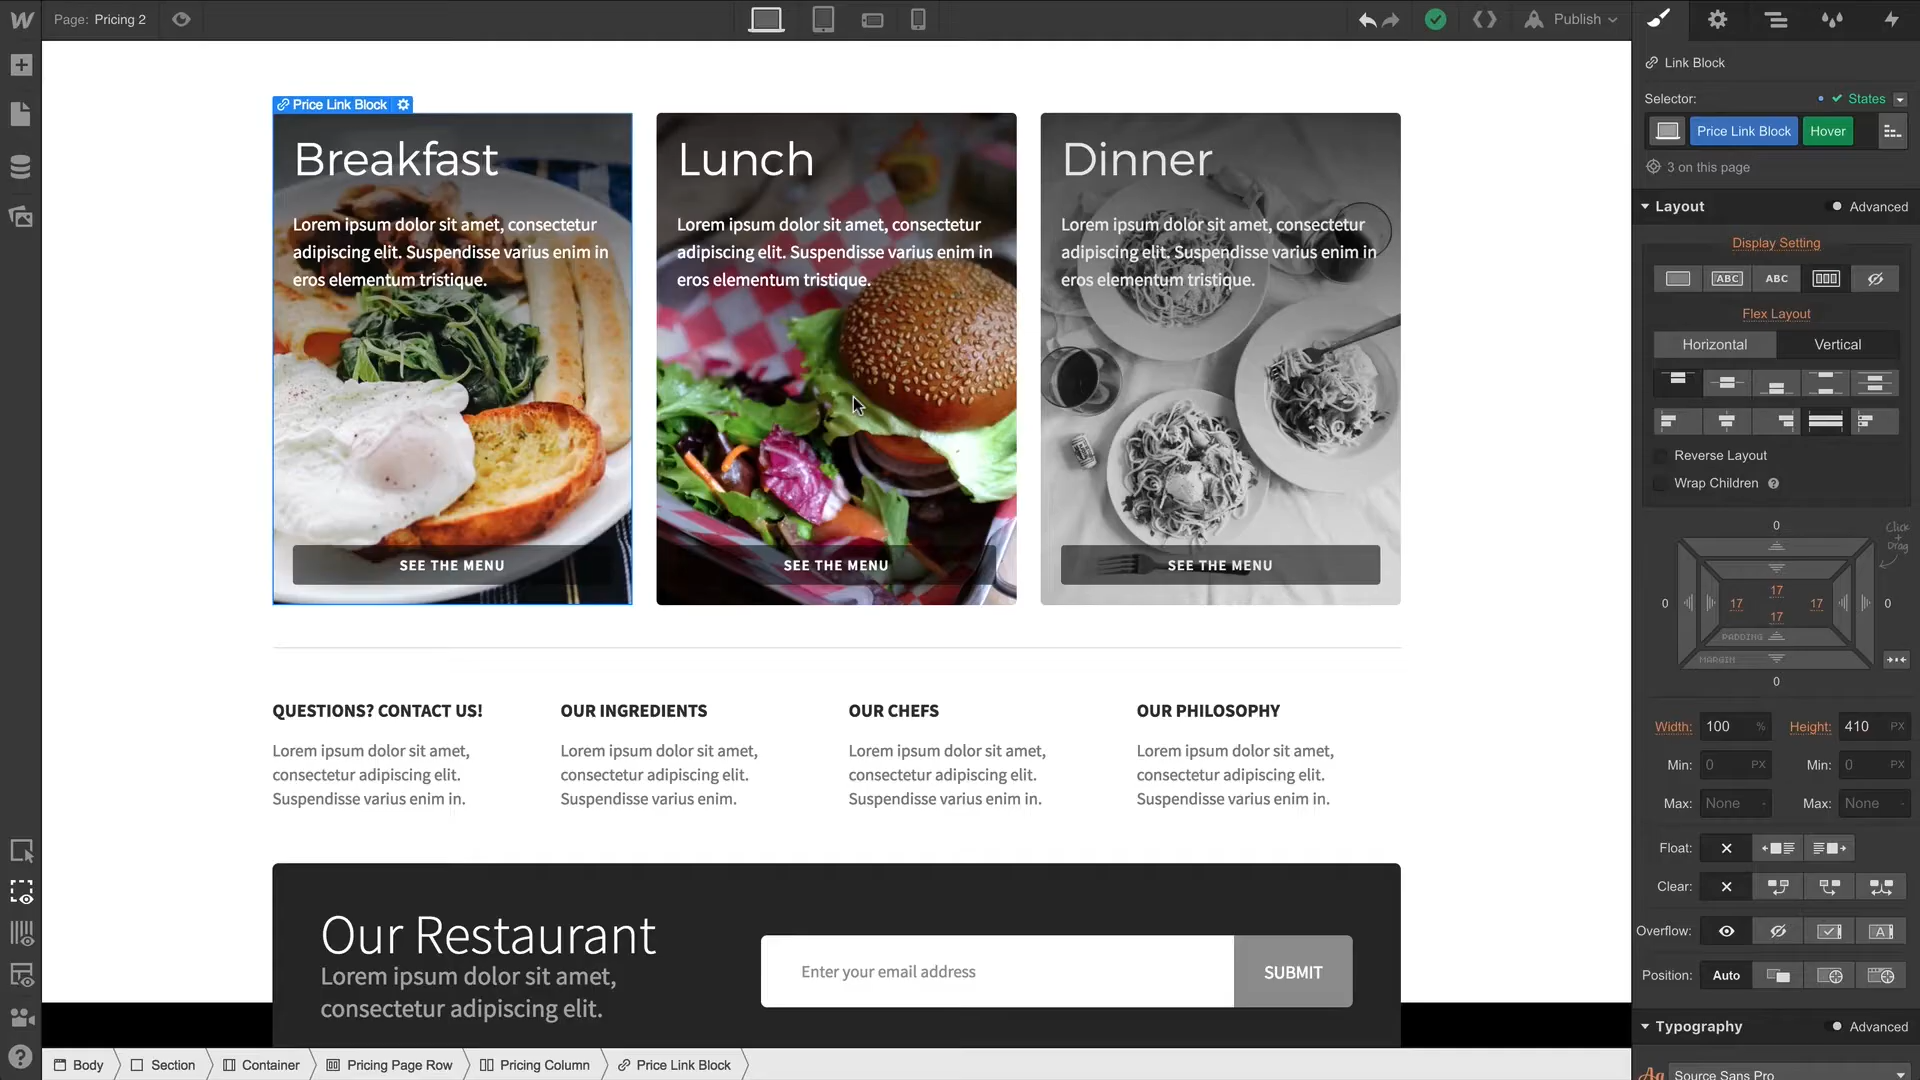 Page: Pricing 2
Publish
Link Block
Selector:
States
Price Link Block
Hover
3 on this page
Price Link Block
Breakfast
Lorem ipsum dolor sit amet, consectetur
adipiscing elit. Suspendisse varius enim in
eros elementum tristique.
SEE THE MENU
Lunch
Lorem ipsum dolor sit amet, consectetur
adipiscing elit. Suspendisse varius enim in
eros elementum tristique.
SEE THE MENU
Dinner
Lorem ipsum dolor sit amet, consectetur
adipiscing elit. Suspendisse varius enim in
eros elementum tristique.
SEE THE MENU
QUESTIONS? CONTACT US!
Lorem ipsum dolor sit amet,
consectetur adipiscing elit.
Suspendisse varius enim in.
OUR INGREDIENTS
Lorem ipsum dolor sit amet,
consectetur adipiscing elit.
Suspendisse varius enim.
OUR CHEFS
Lorem ipsum dolor sit amet,
consectetur adipiscing elit.
Suspendisse varius enim in.
OUR PHILOSOPHY
Lorem ipsum dolor sit amet,
consectetur adipiscing elit.
Suspendisse varius enim in.
Our Restaurant
Lorem ipsum dolor sit amet,
consectetur adipiscing elit.
Enter your email address
SUBMIT
Layout
Advanced
Display Setting
ABC
ABC
Flex Layout
Horizontal
Vertical
Reverse Layout
Wrap Children
0
Click
+
Drag
17
0
17
17
0
17
PADDING
MARGIN
0
Width: 100 %
Height: 410 PX
Min: 0 PX
Min: 0 PX
Max: None -
Max: None -
Float:
Clear:
Overflow:
A
Position:
Auto
Typography
Advanced
Ag
Source Sans Pro
Body
Section
Container
Pricing Page Row
Pricing Column
Price Link Block